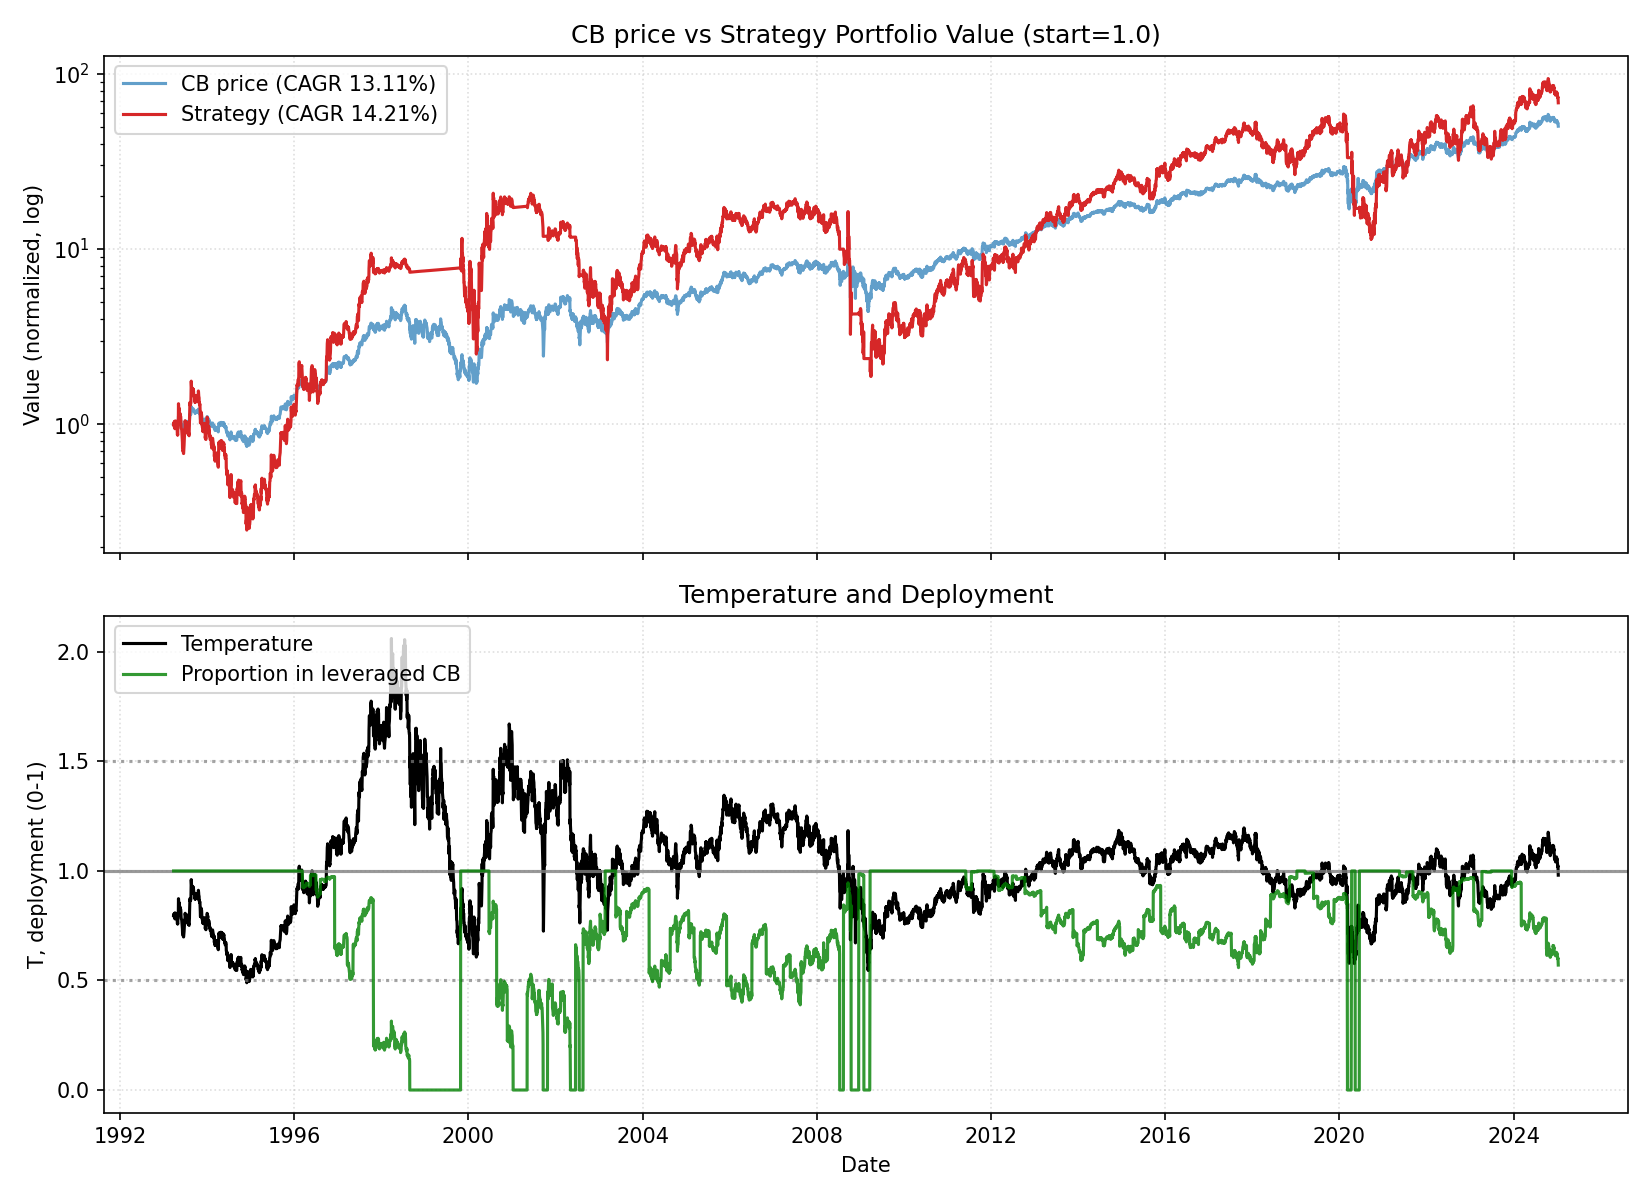 CB price vs Strategy Portfolio Value (start=1.0)
CB price (CAGR 13.11%)
Strategy (CAGR 14.21%)
Value (normalized, log)
10²
10¹
10⁰
Temperature and Deployment
Temperature
Proportion in leveraged CB
T, deployment (0-1)
2.0
1.5
1.0
0.5
0.0
1992 1996 2000 2004 2008 2012 2016 2020 2024
Date